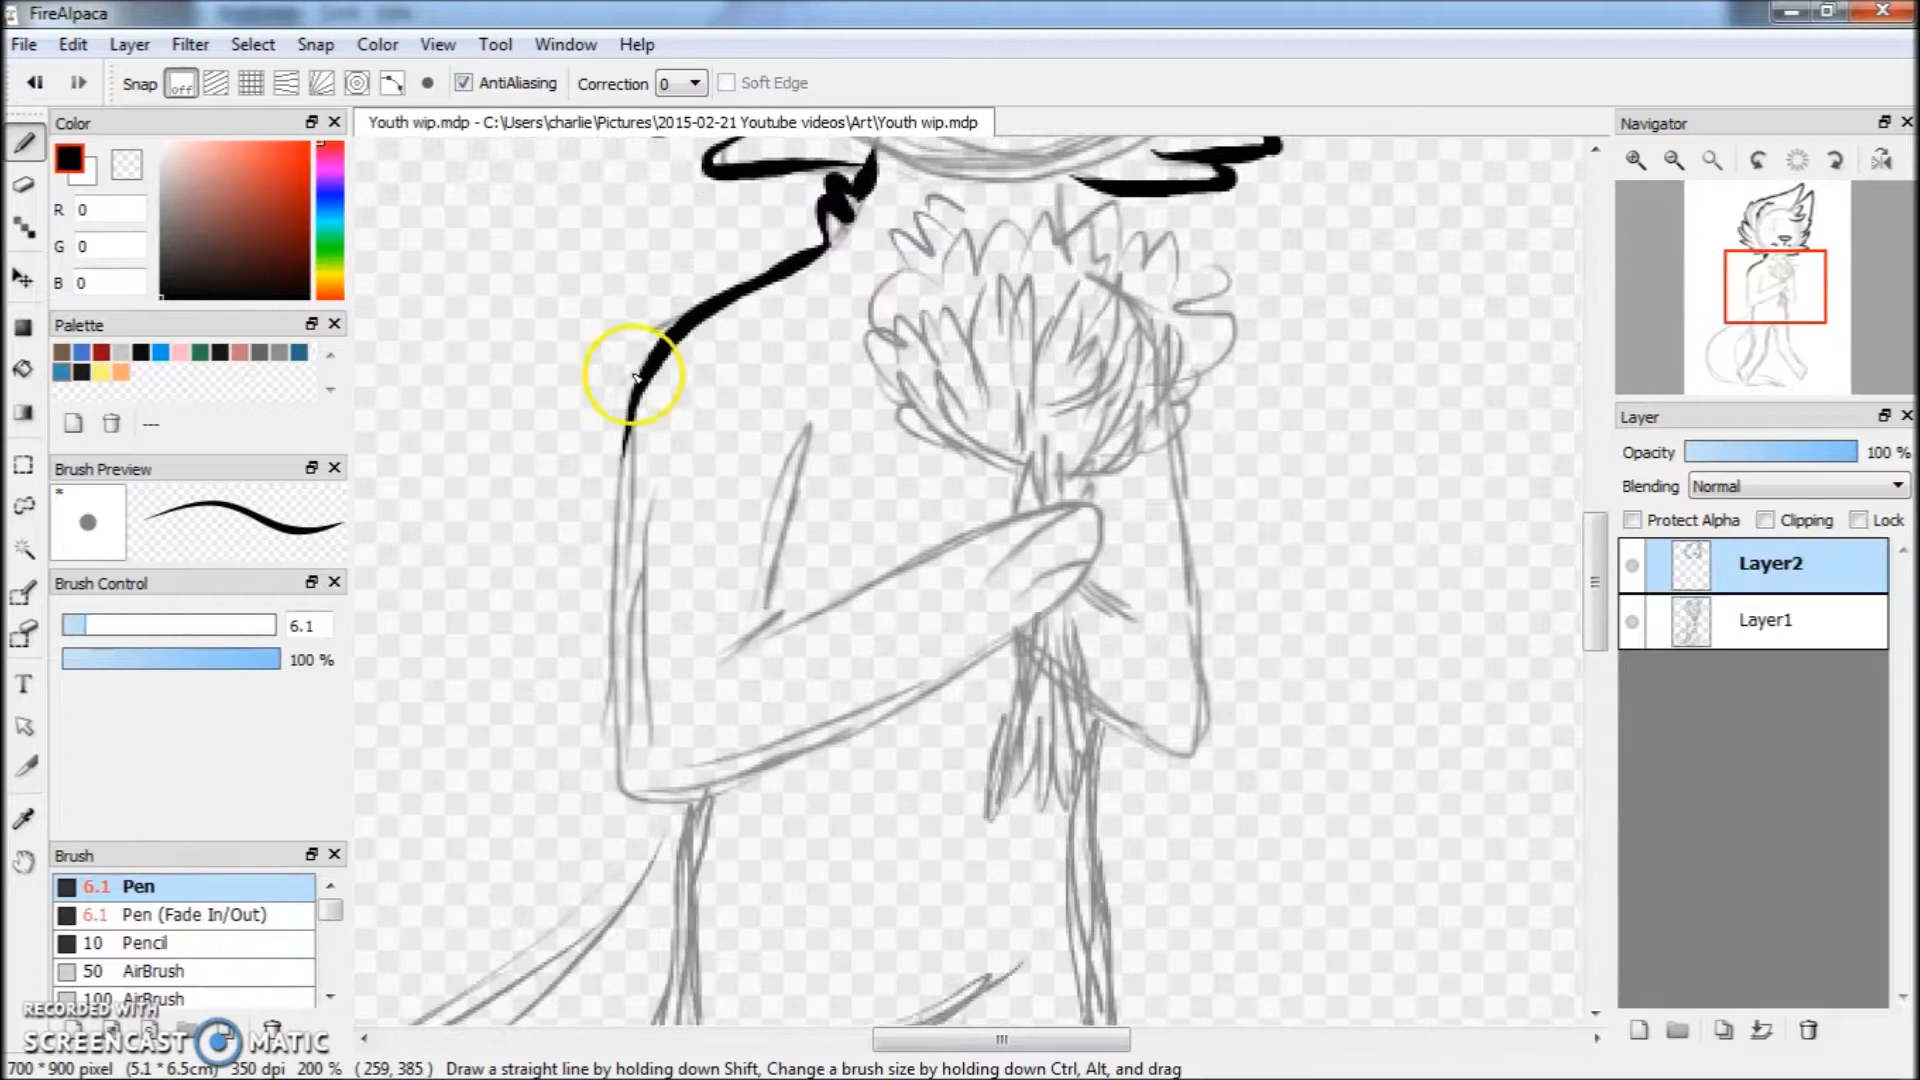 FireAlpaca
File Edit Layer Filter Select Snap Color View Tool Window Help
Snap off AntiAliasing Correction 0 Soft Edge
Color
Youth wip.mdp - C:\Users\charlie\Pictures\2015-02-21 Youtube videos\Art\Youth wip.mdp
Navigator
R 0
G 0
B 0
Palette
---
Brush Preview
*
Brush Control
6.1
100 %
Brush
6.1 Pen
6.1 Pen (Fade In/Out)
10 Pencil
50 AirBrush
100 AirBrush
Layer
Opacity 100 %
Blending Normal
Protect Alpha Clipping Lock
Layer2
Layer1
RECORDED WITH
SCREENCAST MATIC
700 * 900 pixel (5.1 * 6.5cm) 350 dpi 200 % ( 259, 385 ) Draw a straight line by holding down Shift, Change a brush size by holding down Ctrl, Alt, and drag